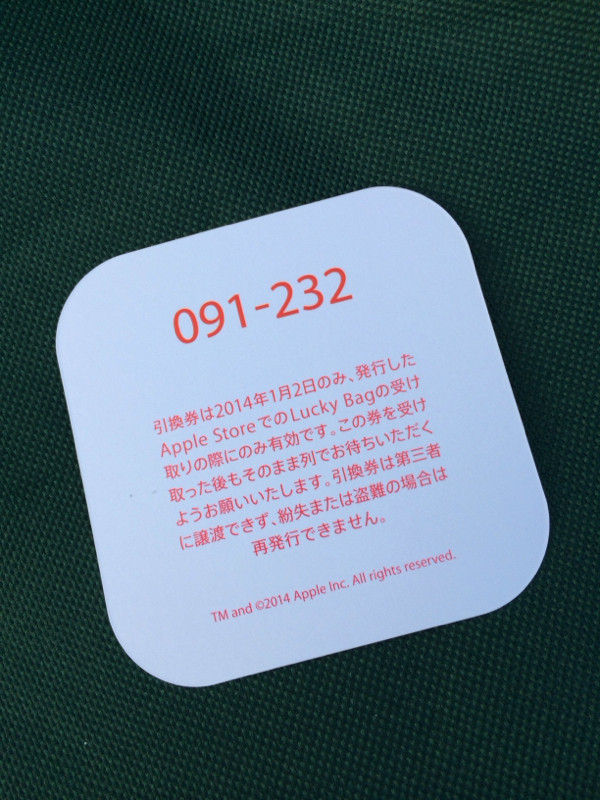 091-232
引換券は2014年1月2日のみ、発行した
Apple StoreでのLucky Bagの受け
取りの際にのみ有効です。この券を受け
取った後もそのまま列でお待ちいただく
ようお願いいたします。引換券は第三者
に譲渡できず、紛失または盗難の場合は
再発行できません。
TM and ©2014 Apple Inc. All rights reserved.